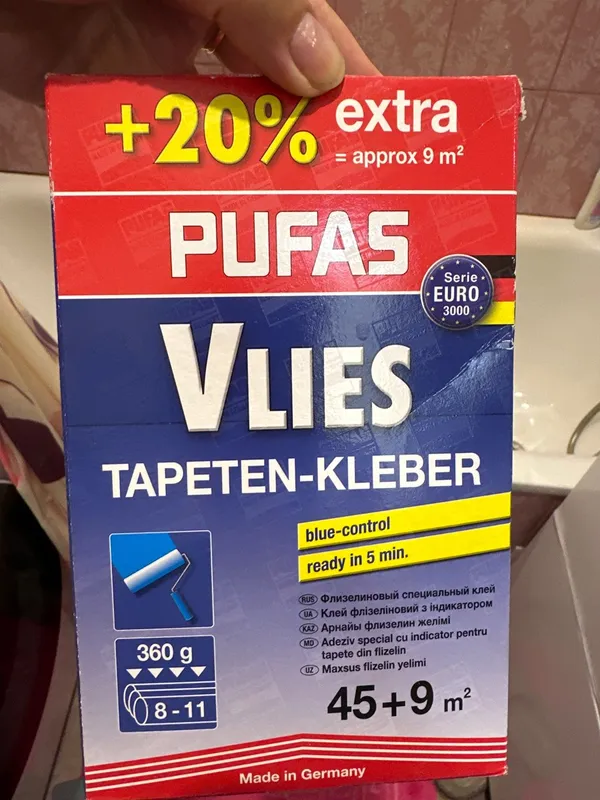 +20% extra
= approx 9 m²
PUFAS
Serie
EURO
3000
VLIES
TAPETEN-KLEBER
blue-control
ready in 5 min.
RUS Флизелиновый специальный клей
UA Клей флізеліновий з індикатором
KAZ Арнайы флизелин желімі
MD Adeziv special cu indicator pentru
tapete din flizelin
UZ Maxsus flizelin yelimi
360 g
8 - 11
45+9 m²
Made in Germany